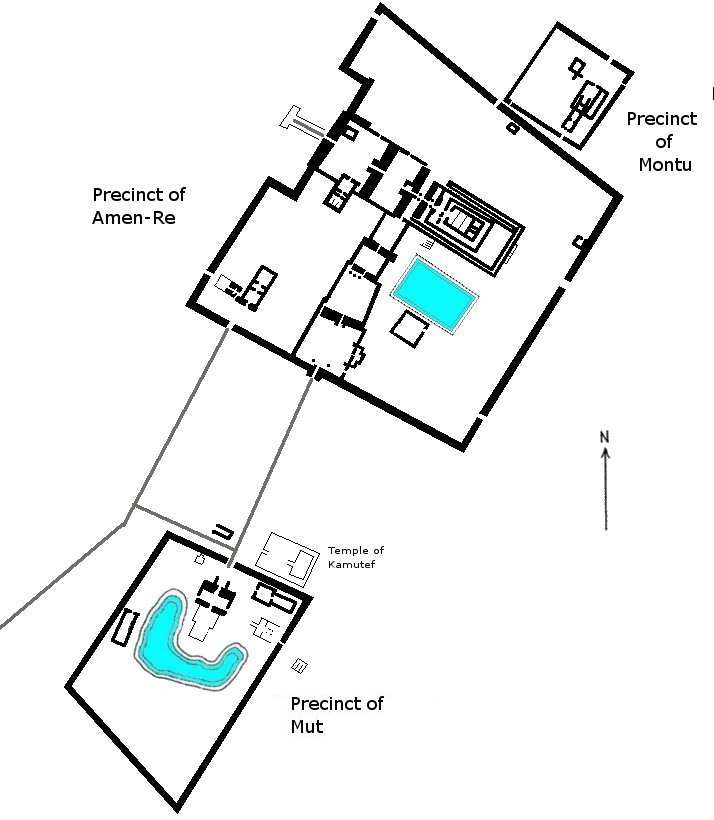 Precinct
of
Montu
Precinct of
Amen-Re
N
Temple of
Kamutef
Precinct of
Mut